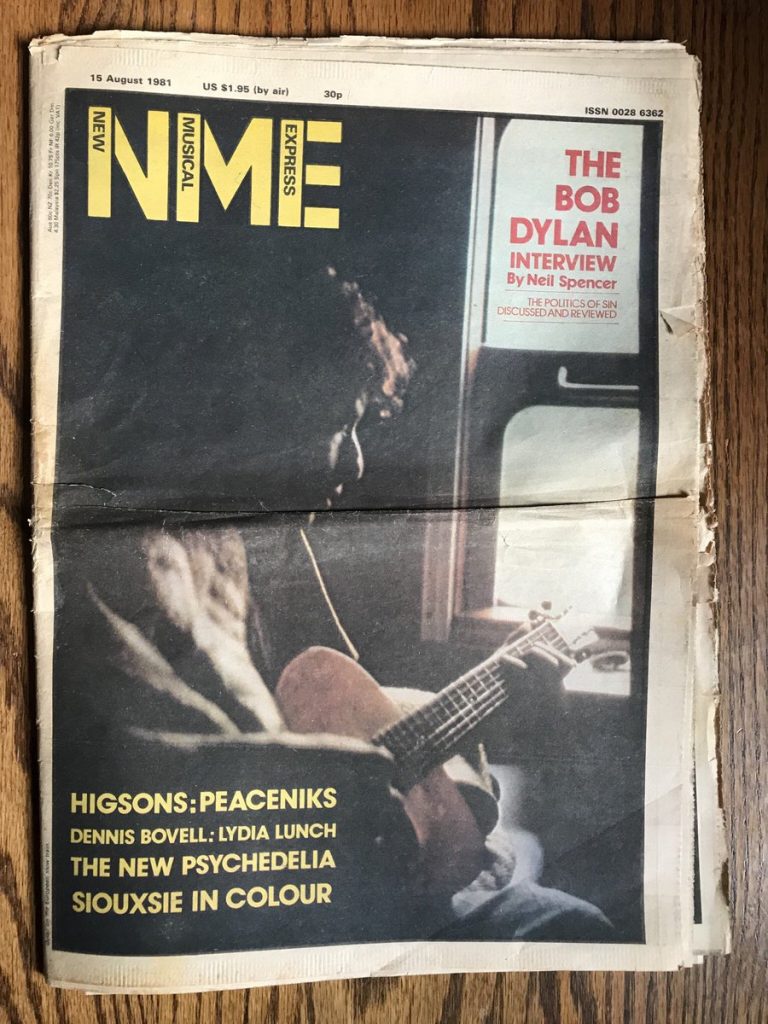 15 August 1981 US $1.95 (by air) 30p
ISSN 0028 6362
NME
NEW
MUSICAL
EXPRESS
THE
BOB
DYLAN
INTERVIEW
By Neil Spencer
THE POLITICS OF SIN
DISCUSSED AND REVIEWED
HIGSONS:PEACENIKS
DENNIS BOVELL: LYDIA LUNCH
THE NEW PSYCHEDELIA
SIOUXSIE IN COLOUR